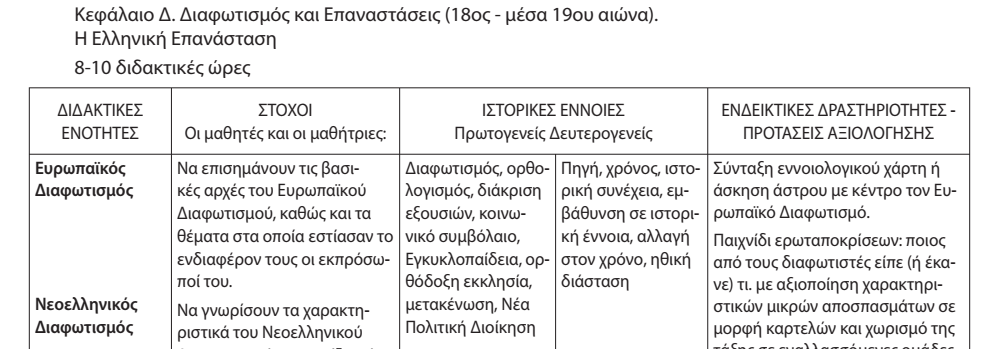 Κεφάλαιο Δ. Διαφωτισμός και Επαναστάσεις (18ος - μέσα 19ου αιώνα).
Η Ελληνική Επανάσταση
8-10 διδακτικές ώρες
ΔΙΔΑΚΤΙΚΕΣ
ΕΝΟΤΗΤΕΣ
ΣΤΟΧΟΙ
Οι μαθητές και οι μαθήτριες:
ΙΣΤΟΡΙΚΕΣ ΕΝΝΟΙΕΣ
Πρωτογενείς Δευτερογενείς
ΕΝΔΕΙΚΤΙΚΕΣ ΔΡΑΣΤΗΡΙΟΤΗΤΕΣ -
ΠΡΟΤΑΣΕΙΣ ΑΞΙΟΛΟΓΗΣΗΣ
Ευρωπαϊκός
Διαφωτισμός
Νεοελληνικός
Διαφωτισμός
Να επισημάνουν τις βασι-
κές αρχές του Ευρωπαϊκού
Διαφωτισμού, καθώς και τα
θέματα στα οποία εστίασαν το
ενδιαφέρον τους οι εκπρόσω-
ποί του.
Να γνωρίσουν τα χαρακτη-
ριστικά του Νεοελληνικού
Διαφωτισμός, ορθο-
λογισμός, διάκριση
εξουσιών, κοινω-
νικό συμβόλαιο,
Εγκυκλοπαίδεια, ορ-
θόδοξη εκκλησία,
μετακένωση, Νέα
Πολιτική Διοίκηση
Πηγή, χρόνος, ιστο-
ρική συνέχεια, εμ-
βάθυνση σε ιστορι-
κή έννοια, αλλαγή
στον χρόνο, ηθική
διάσταση
Σύνταξη εννοιολογικού χάρτη ή
άσκηση άστρου με κέντρο τον Ευ-
ρωπαϊκό Διαφωτισμό.
Παιχνίδι ερωταποκρίσεων: ποιος
από τους διαφωτιστές είπε (ή έκα-
νε) τι. με αξιοποίηση χαρακτηρι-
στικών μικρών αποσπασμάτων σε
μορφή καρτελών και χωρισμό της
τάξης σε εναλλασσόμενες ομάδες